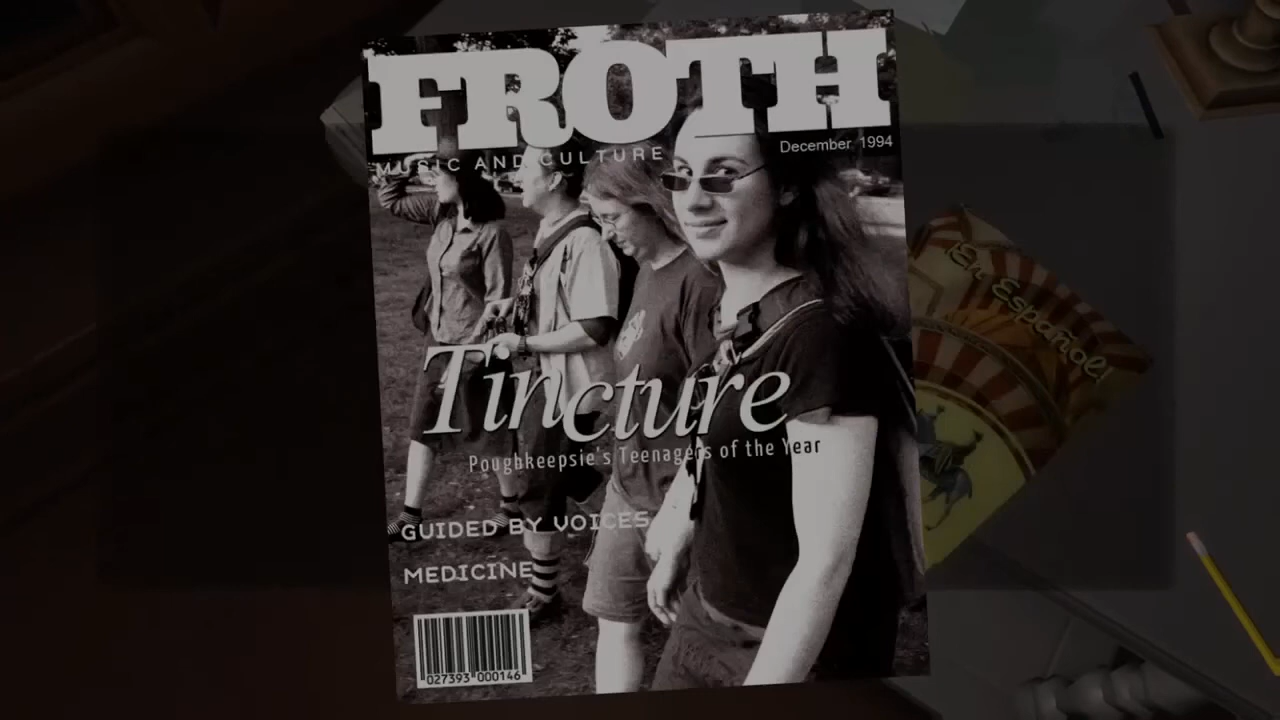 FROTH
MUSIC AND CULTURE
December 1994
¡En Español!
Tincture
Poughkeepsie's Teenagers of the Year
GUIDED BY VOICES
MEDICINE
027393 000146